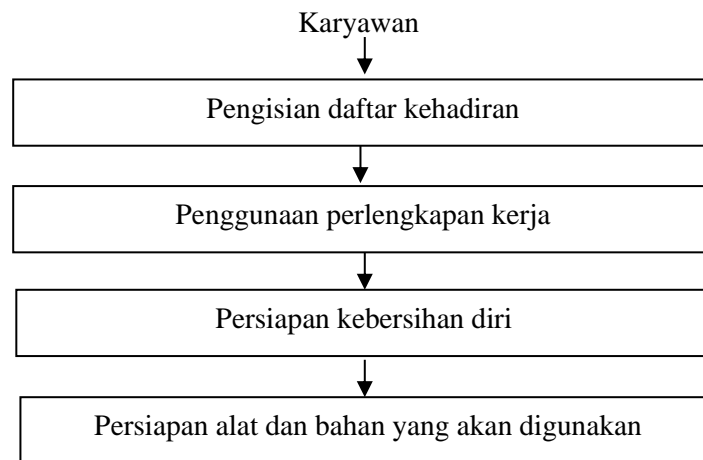 Karyawan
Pengisian daftar kehadiran
Penggunaan perlengkapan kerja
Persiapan kebersihan diri
Persiapan alat dan bahan yang akan digunakan